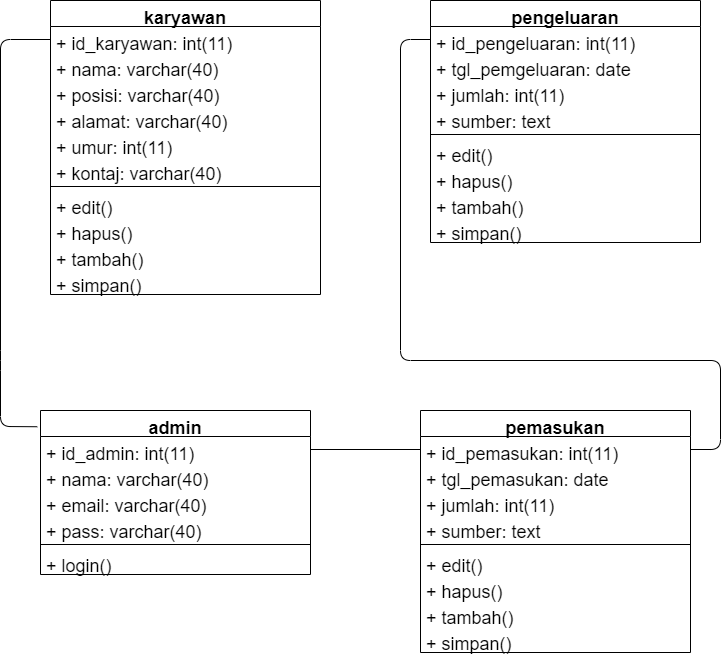 karyawan
+ id_karyawan: int(11)
+ nama: varchar(40)
+ posisi: varchar(40)
+ alamat: varchar(40)
+ umur: int(11)
+ kontaj: varchar(40)
+ edit()
+ hapus()
+ tambah()
+ simpan()
pengeluaran
+ id_pengeluaran: int(11)
+ tgl_pemgeluaran: date
+ jumlah: int(11)
+ sumber: text
+ edit()
+ hapus()
+ tambah()
+ simpan()
admin
+ id_admin: int(11)
+ nama: varchar(40)
+ email: varchar(40)
+ pass: varchar(40)
+ login()
pemasukan
+ id_pemasukan: int(11)
+ tgl_pemasukan: date
+ jumlah: int(11)
+ sumber: text
+ edit()
+ hapus()
+ tambah()
+ simpan()